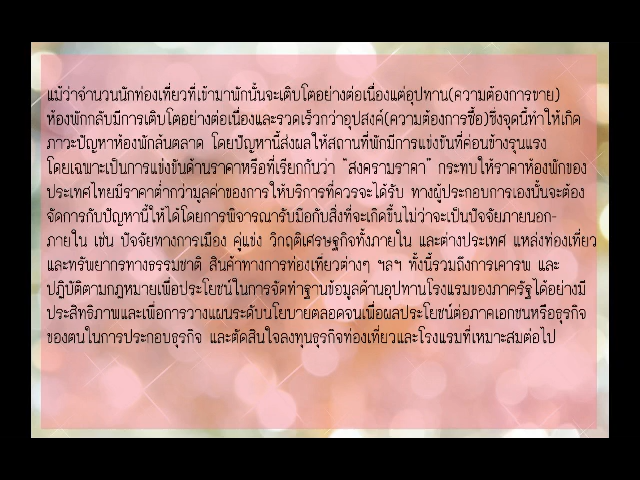 แม้ว่าจำนวนนักท่องเที่ยวที่เข้ามาพักนั้นจะเติบโตอย่างต่อเนื่องแต่อุปทาน(ความต้องการขาย)
ห้องพักกลับมีการเติบโตอย่างต่อเนื่องและรวดเร็วกว่าอุปสงค์(ความต้องการซื้อ)ซึ่งจุดนี้ทำให้เกิด
ภาวะปัญหาห้องพักล้นตลาด โดยปัญหานี้ส่งผลให้สถานที่พักมีการแข่งขันที่ค่อนข้างรุนแรง
โดยเฉพาะเป็นการแข่งขันด้านราคาหรือที่เรียกกันว่า “สงครามราคา” กระทบให้ราคาห้องพักของ
ประเทศไทยมีราคาต่ำกว่ามูลค่าของการให้บริการที่ควรจะได้รับ ทางผู้ประกอบการเองนั้นจะต้อง
จัดการกับปัญหานี้ให้ได้โดยการพิจารณารับมือกับสิ่งที่จะเกิดขึ้นไม่ว่าจะเป็นปัจจัยภายนอก-
ภายใน เช่น ปัจจัยทางการเมือง คู่แข่ง วิกฤติเศรษฐกิจทั้งภายใน และต่างประเทศ แหล่งท่องเที่ยว
และทรัพยากรทางธรรมชาติ สินค้าทางการท่องเที่ยวต่างๆ ฯลฯ ทั้งนี้รวมถึงการเคารพ และ
ปฏิบัติตามกฎหมายเพื่อประโยชน์ในการจัดทำฐานข้อมูลด้านอุปทานโรงแรมของภาครัฐได้อย่างมี
ประสิทธิภาพและเพื่อการวางแผนระดับนโยบายตลอดจนเพื่อผลประโยชน์ต่อภาคเอกชนหรือธุรกิจ
ของตนในการประกอบธุรกิจ และตัดสินใจลงทุนธุรกิจท่องเที่ยวและโรงแรมที่เหมาะสมต่อไป